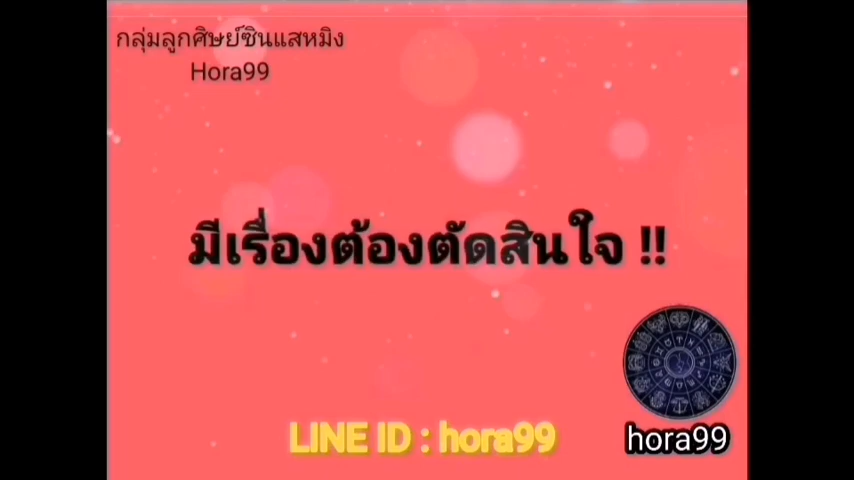 กลุ่มลูกศิษย์ซินแสหมิง
Hora99
มีเรื่องต้องตัดสินใจ !!
LINE ID : hora99
hora99